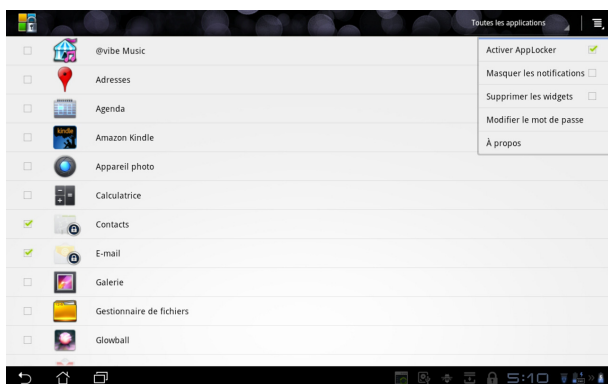 Toutes les applications
@vibe Music
Activer AppLocker
Adresses
Masquer les notifications
Agenda
Supprimer les widgets
kindle
Amazon Kindle
Modifier le mot de passe
Appareil photo
À propos
Calculatrice
Contacts
E-mail
Galerie
Gestionnaire de fichiers
Glowball
5:10